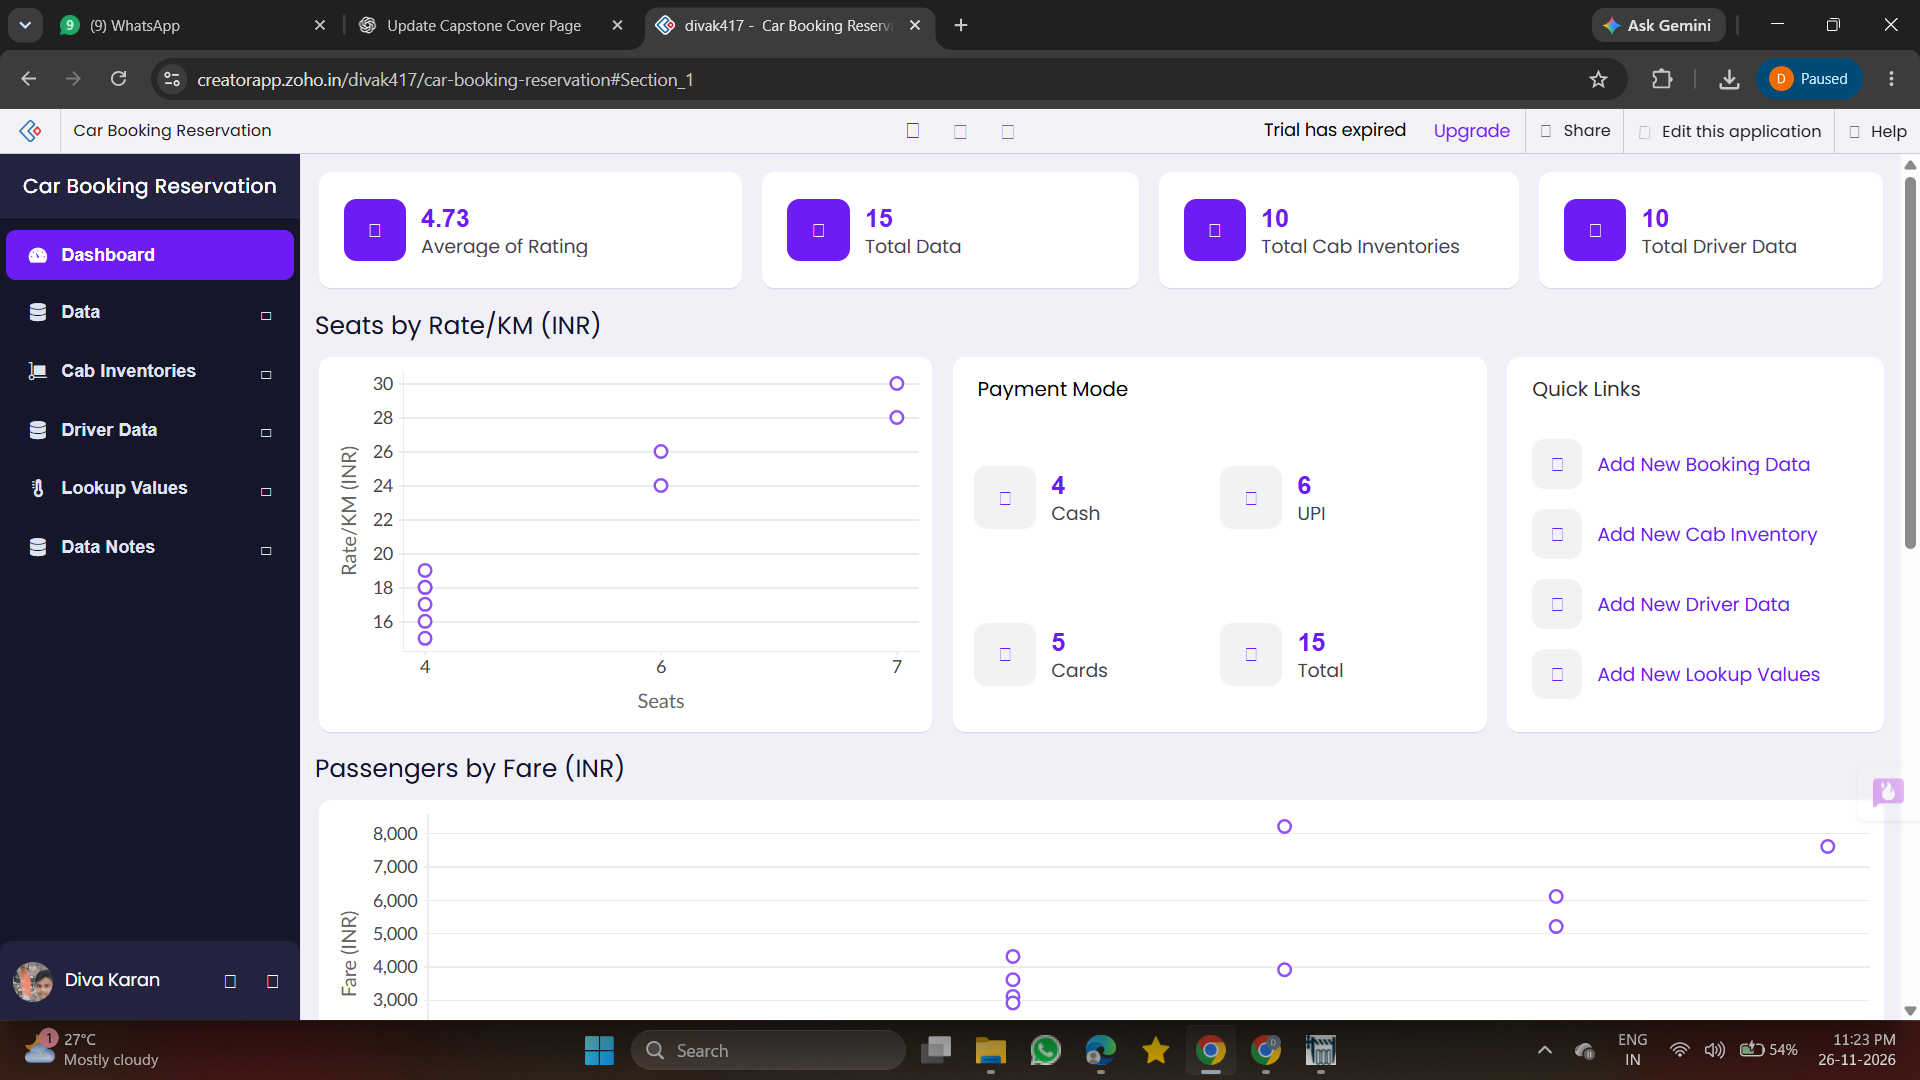 (9) WhatsApp
Update Capstone Cover Page
divak417 - Car Booking Reserv
Ask Gemini
creatorapp.zoho.in/divak417/car-booking-reservation#Section_1
D Paused
Car Booking Reservation
Trial has expired
Upgrade
Share
Edit this application
Help
Car Booking Reservation
Dashboard
Data
Cab Inventories
Driver Data
Lookup Values
Data Notes
Diva Karan
4.73
Average of Rating
15
Total Data
10
Total Cab Inventories
10
Total Driver Data
Seats by Rate/KM (INR)
30
28
26
24
22
20
18
16
Rate/KM (INR)
4 6 7
Seats
Payment Mode
4
Cash
6
UPI
5
Cards
15
Total
Quick Links
Add New Booking Data
Add New Cab Inventory
Add New Driver Data
Add New Lookup Values
Passengers by Fare (INR)
8,000
7,000
6,000
5,000
4,000
3,000
Fare (INR)
1
27°C
Mostly cloudy
Search
ENG
IN
54%
11:23 PM
26-11-2026